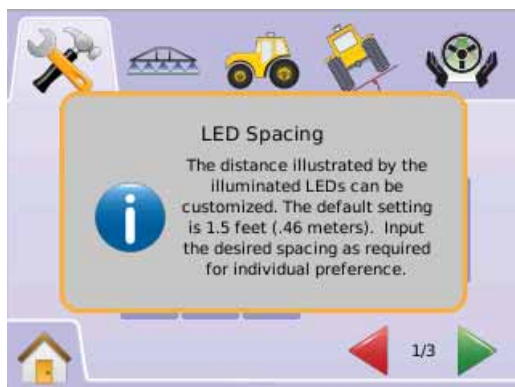 LED Spacing
The distance illustrated by the
illuminated LEDs can be
customized. The default setting
is 1.5 feet (.46 meters).  Input
the desired spacing as required
for individual preference.
1/3